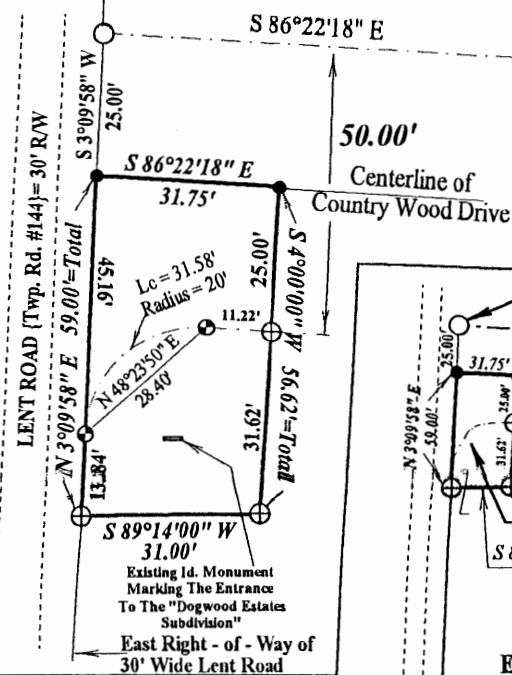 S 86°22'18" E
S 3°09'58" W
25.00'
50.00'
S 86°22'18" E
31.75'
Centerline of
Country Wood Drive
LENT ROAD {Twp. Rd. #144}= 30' R/W
N 3°09'58" E 59.00'=Total
45.16'
Lc = 31.58'
Radius = 20'
11.22'
25.00'
S 4°00'00" W 56.62'=Total
N 48°23'50" E
28.40'
31.62'
13.84'
S 89°14'00" W
31.00'
Existing Id. Monument
Marking The Entrance
To The "Dogwood Estates
Subdivision"
East Right - of - Way of
30' Wide Lent Road
25.00'
31.75'
N 3°09'58" E
59.00'
25.00'
31.62'
S 8
E